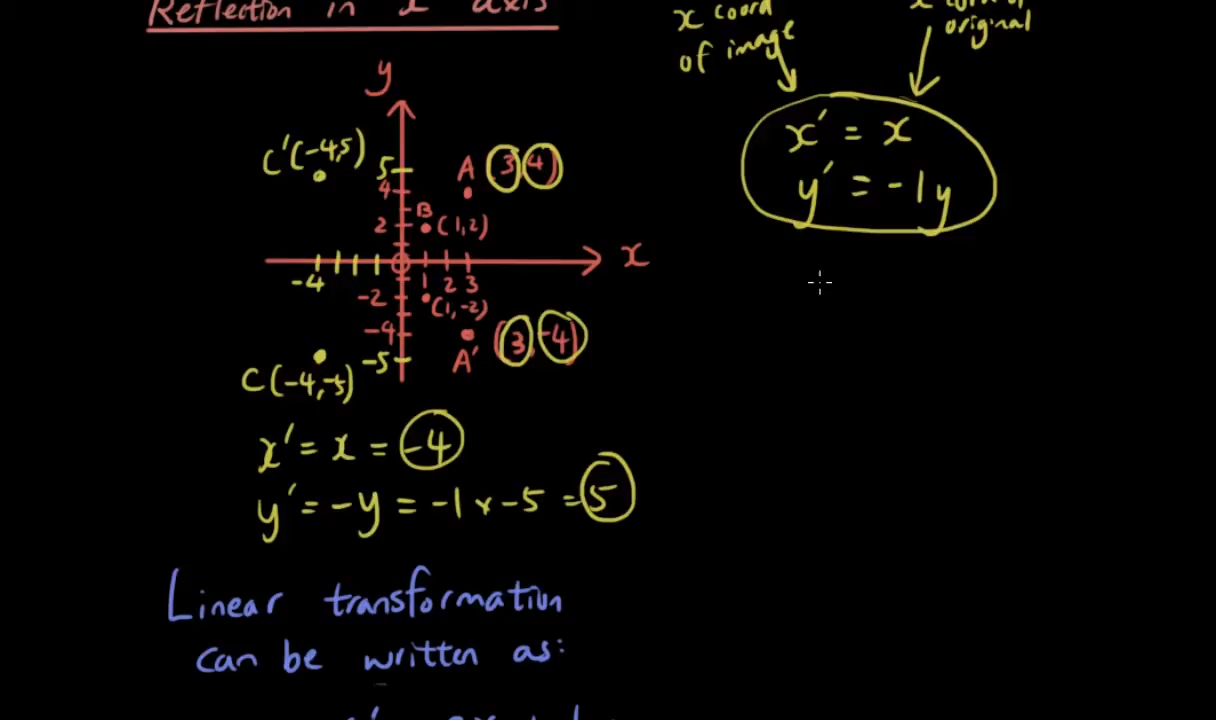 Reflection in x axis
x coord
of image
x coord of
original
x' = x
y' = -1y
y
C'(-4,5)
5
A (3,4)
4
B
2
(1,2)
x
-4
1 2 3
-2
(1,-2)
-4
(3,-4)
-5
A'
C(-4,-5)
x' = x = -4
y' = -y = -1 x -5 = 5
Linear transformation
can be written as: